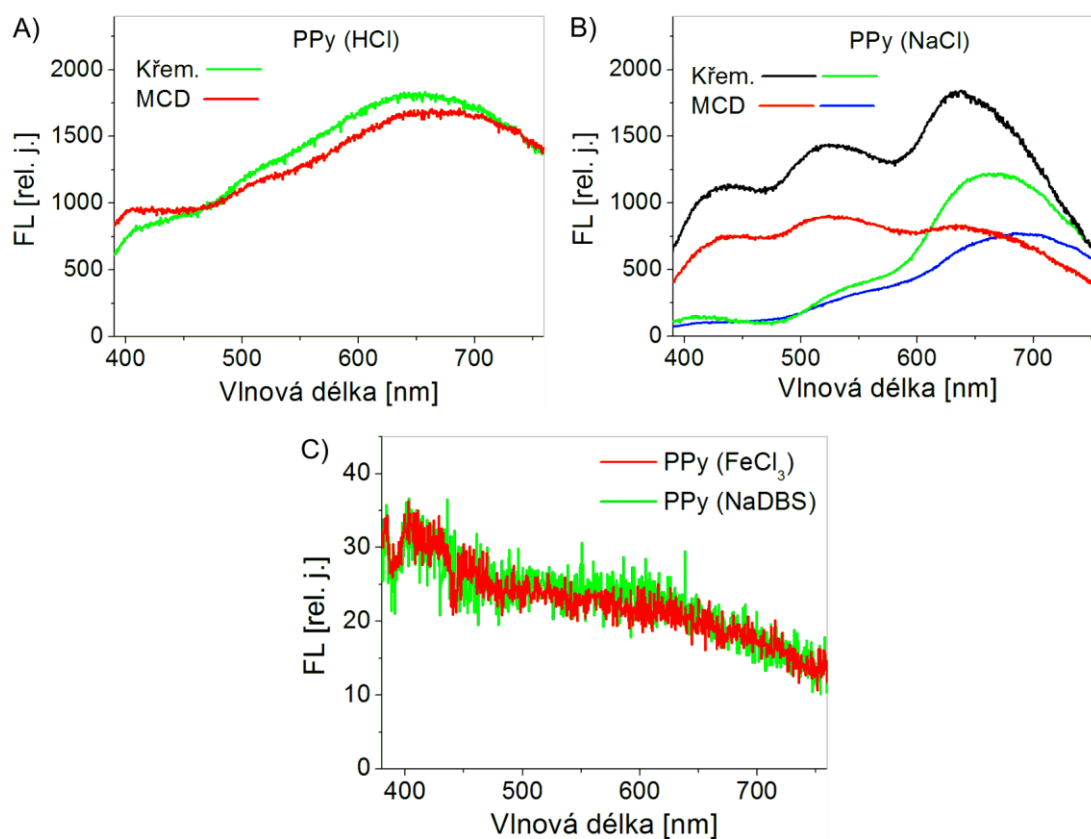 A)
PPy (HCl)
Křem.
MCD
2000
1500
1000
500
0
FL [rel. j.]
400 500 600 700
Vlnová délka [nm]
B)
PPy (NaCl)
Křem.
MCD
2000
1500
1000
500
0
FL [rel. j.]
400 500 600 700
Vlnová délka [nm]
C)
PPy (FeCl₃)
PPy (NaDBS)
40
30
20
10
0
FL [rel. j.]
400 500 600 700
Vlnová délka [nm]